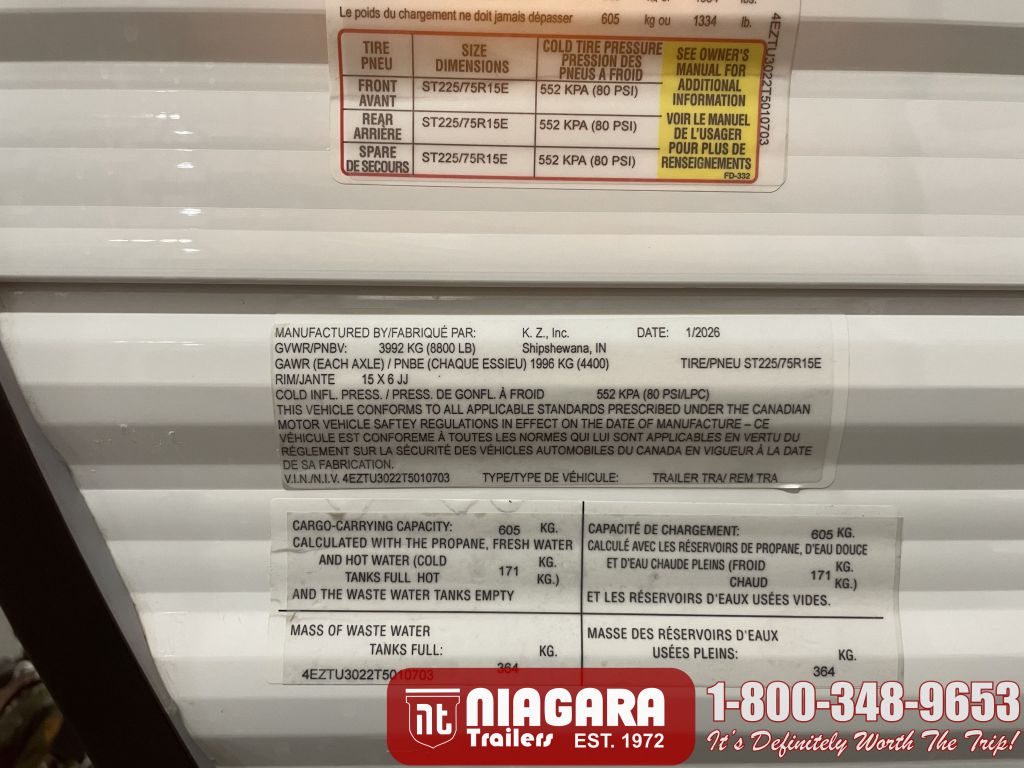 Le poids du chargement ne doit jamais dépasser 605 kg ou 1334 lb.
TIRE PNEU SIZE DIMENSIONS COLD TIRE PRESSURE PRESSION DES PNEUS A FROID
FRONT AVANT ST225/75R15E 552 KPA (80 PSI)
REAR ARRIÈRE ST225/75R15E 552 KPA (80 PSI)
SPARE DE SECOURS ST225/75R15E 552 KPA (80 PSI)
SEE OWNER'S
MANUAL FOR
ADDITIONAL
INFORMATION
VOIR LE MANUEL
DE L'USAGER
POUR PLUS DE
RENSEIGNEMENTS
FD-332
4EZTU3022T5010703
MANUFACTURED BY/FABRIQUÉ PAR: K. Z., Inc. DATE: 1/2026
GVWR/PNBV: 3992 KG (8800 LB) Shipshewana, IN
GAWR (EACH AXLE) / PNBE (CHAQUE ESSIEU) 1996 KG (4400) TIRE/PNEU ST225/75R15E
RIM/JANTE 15 X 6 JJ
COLD INFL. PRESS. / PRESS. DE GONFL. À FROID 552 KPA (80 PSI/LPC)
THIS VEHICLE CONFORMS TO ALL APPLICABLE STANDARDS PRESCRIBED UNDER THE CANADIAN
MOTOR VEHICLE SAFTEY REGULATIONS IN EFFECT ON THE DATE OF MANUFACTURE – CE
VÉHICULE EST CONFORME À TOUTES LES NORMES QUI LUI SONT APPLICABLES EN VERTU DU
RÉGLEMENT SUR LA SÉCURITÉ DES VÉHICULES AUTOMOBILES DU CANADA EN VIGUEUR À LA DATE
DE SA FABRICATION.
V.I.N./N.I.V. 4EZTU3022T5010703 TYPE/TYPE DE VÉHICULE: TRAILER TRA/ REM TRA
CARGO-CARRYING CAPACITY: 605 KG.
CALCULATED WITH THE PROPANE, FRESH WATER
AND HOT WATER (COLD KG.
TANKS FULL HOT 171 KG.)
AND THE WASTE WATER TANKS EMPTY
CAPACITÉ DE CHARGEMENT: 605 KG.
CALCULÉ AVEC LES RÉSERVOIRS DE PROPANE, D'EAU DOUCE
ET D'EAU CHAUDE PLEINS (FROID KG.
CHAUD 171 KG.)
ET LES RÉSERVOIRS D'EAUX USÉES VIDES.
MASS OF WASTE WATER
TANKS FULL: KG.
4EZTU3022T5010703 364
MASSE DES RÉSERVOIRS D'EAUX
USÉES PLEINS: KG.
364
nt NIAGARA
Trailers EST. 1972
1-800-348-9653
It's Definitely Worth The Trip!